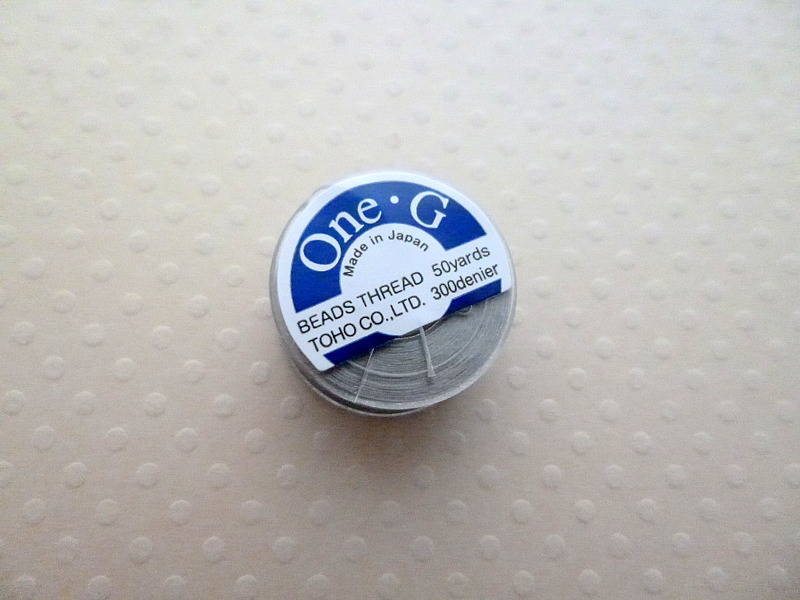 One · G
Made in Japan
BEADS THREAD 50yards
TOHO CO.,LTD. 300denier